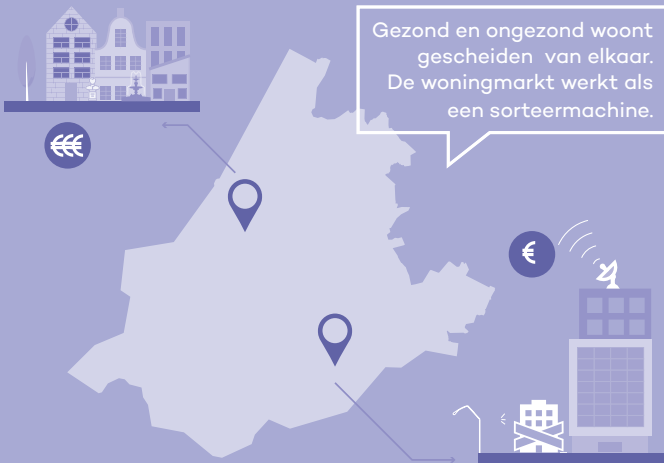 Gezond en ongezond woont
gescheiden van elkaar.
De woningmarkt werkt als
een sorteermachine.
€€€
€